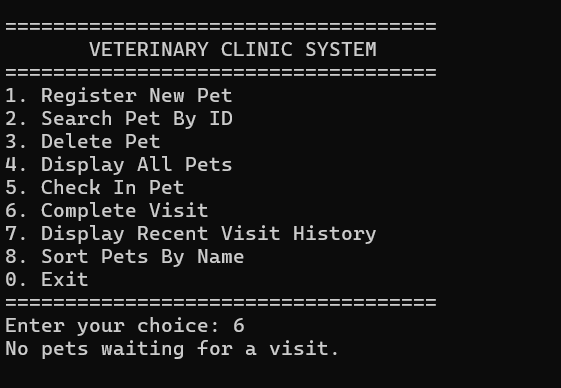 ====================================
VETERINARY CLINIC SYSTEM
====================================
1. Register New Pet
2. Search Pet By ID
3. Delete Pet
4. Display All Pets
5. Check In Pet
6. Complete Visit
7. Display Recent Visit History
8. Sort Pets By Name
0. Exit
====================================
Enter your choice: 6
No pets waiting for a visit.